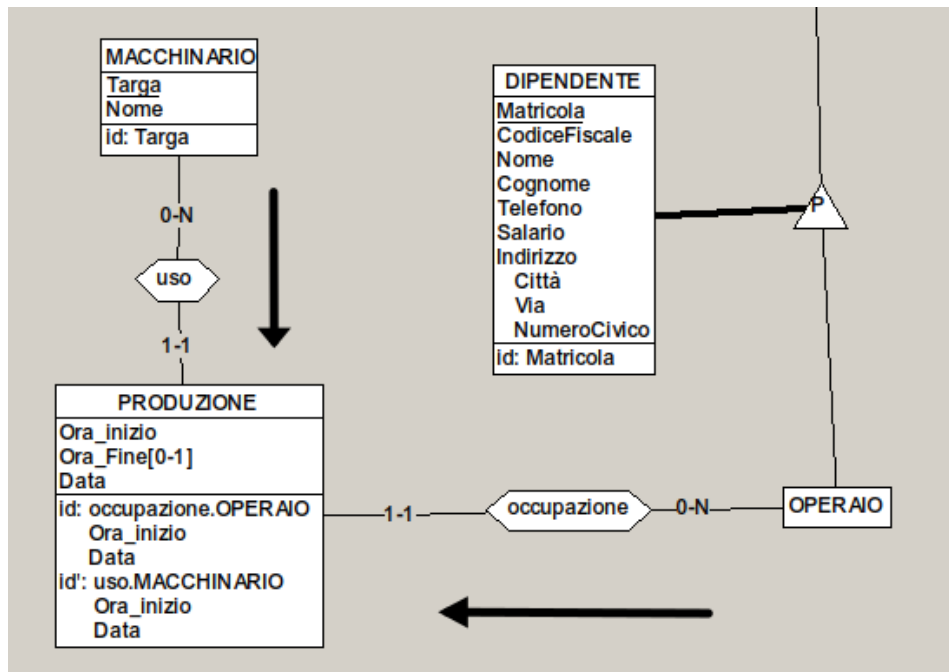 MACCHINARIO
Targa
Nome
id: Targa
0-N
uso
1-1
PRODUZIONE
Ora_inizio
Ora_Fine[0-1]
Data
id: occupazione.OPERAIO
Ora_inizio
Data
id': uso.MACCHINARIO
Ora_inizio
Data
1-1
occupazione
0-N
OPERAIO
DIPENDENTE
Matricola
CodiceFiscale
Nome
Cognome
Telefono
Salario
Indirizzo
Città
Via
NumeroCivico
id: Matricola
P